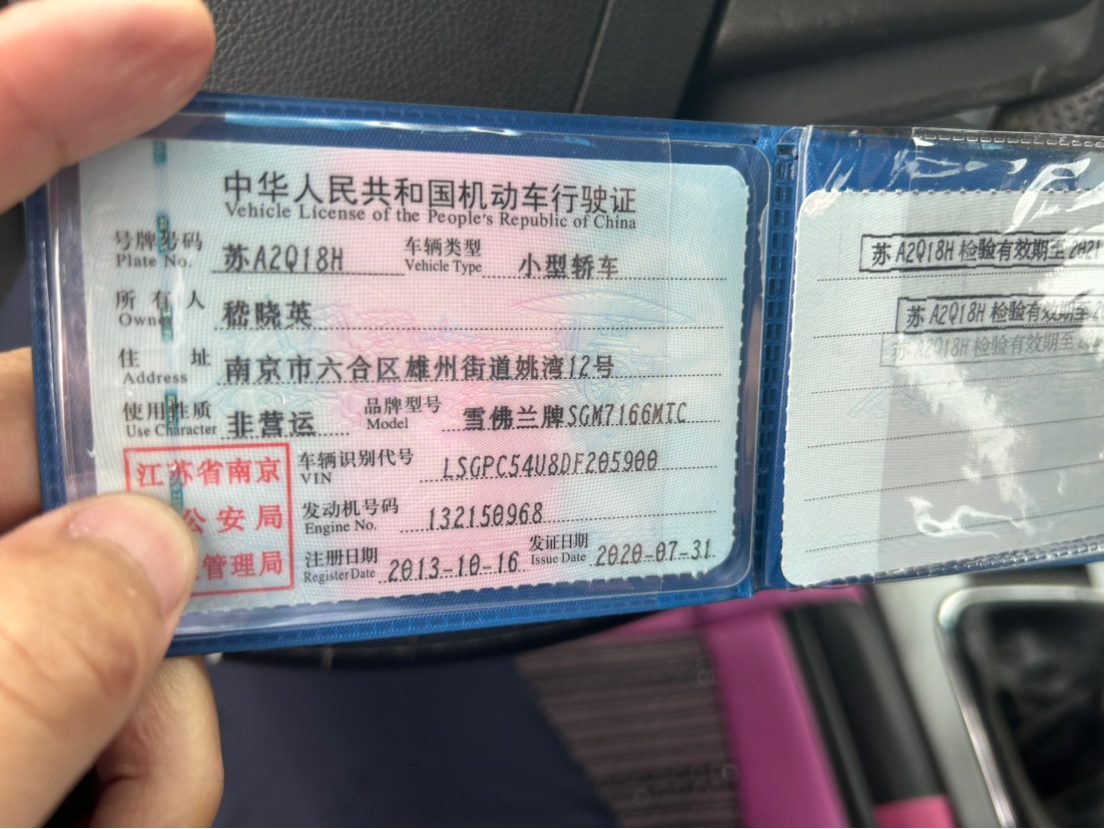 中华人民共和国机动车行驶证
Vehicle License of the People's Republic of China
号牌号码 苏A2Q18H 车辆类型 小型轿车
Plate No. Vehicle Type
所有人 嵇晓英
Owner
住址 南京市六合区雄州街道姚湾12号
Address
使用性质 非营运 品牌型号 雪佛兰牌SGM7166MTC
Use Character Model
车辆识别代号 LSGPC54U8DF205900
VIN
发动机号码 132150968
Engine No.
注册日期 2013-10-16 发证日期 2020-07-31
Register Date Issue Date
江苏省南京
公安局
管理局
苏A2Q18H检验有效期至2021
苏A2Q18H检验有效期至
苏A2Q18H检验有效期至